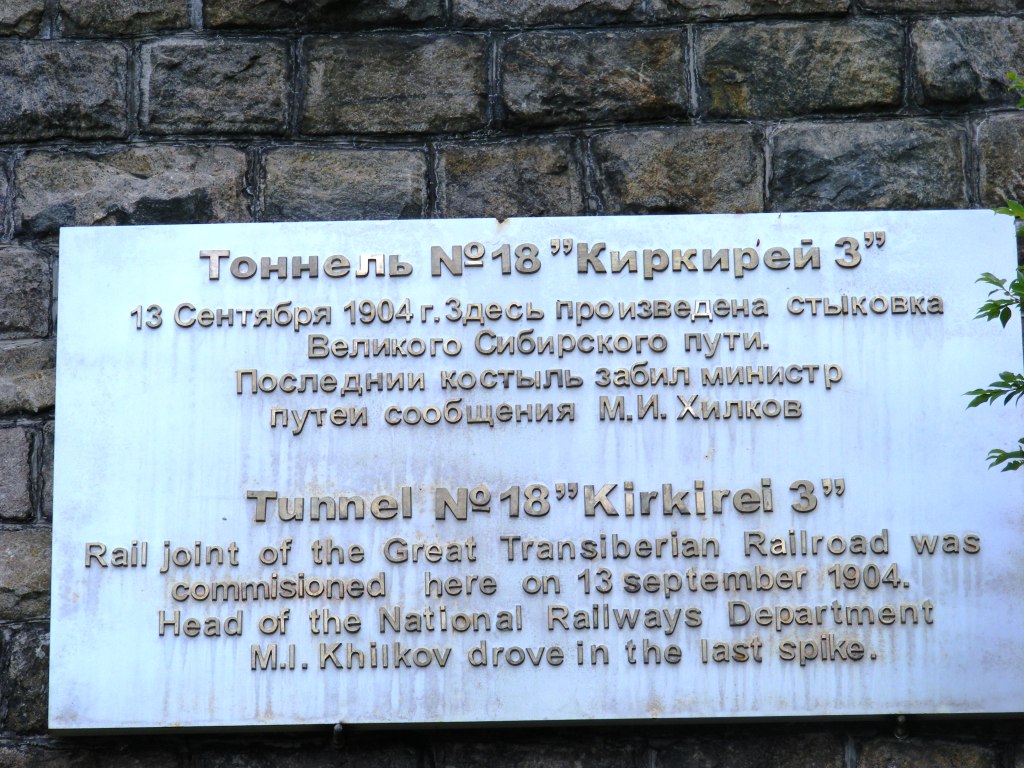 Тоннель №18 ”Киркирей 3”
13 Сентября 1904 г. Здесь произведена стыковка
Великого Сибирского пути.
Последнии костыль забил министр
путеи сообщения М.И. Хилков
Tunnel №18 ”Kirkirei 3”
Rail joint of the Great Transiberian Railroad was
commisioned here on 13 september 1904.
Head of the National Railways Department
M.I. Khilkov drove in the last spike.